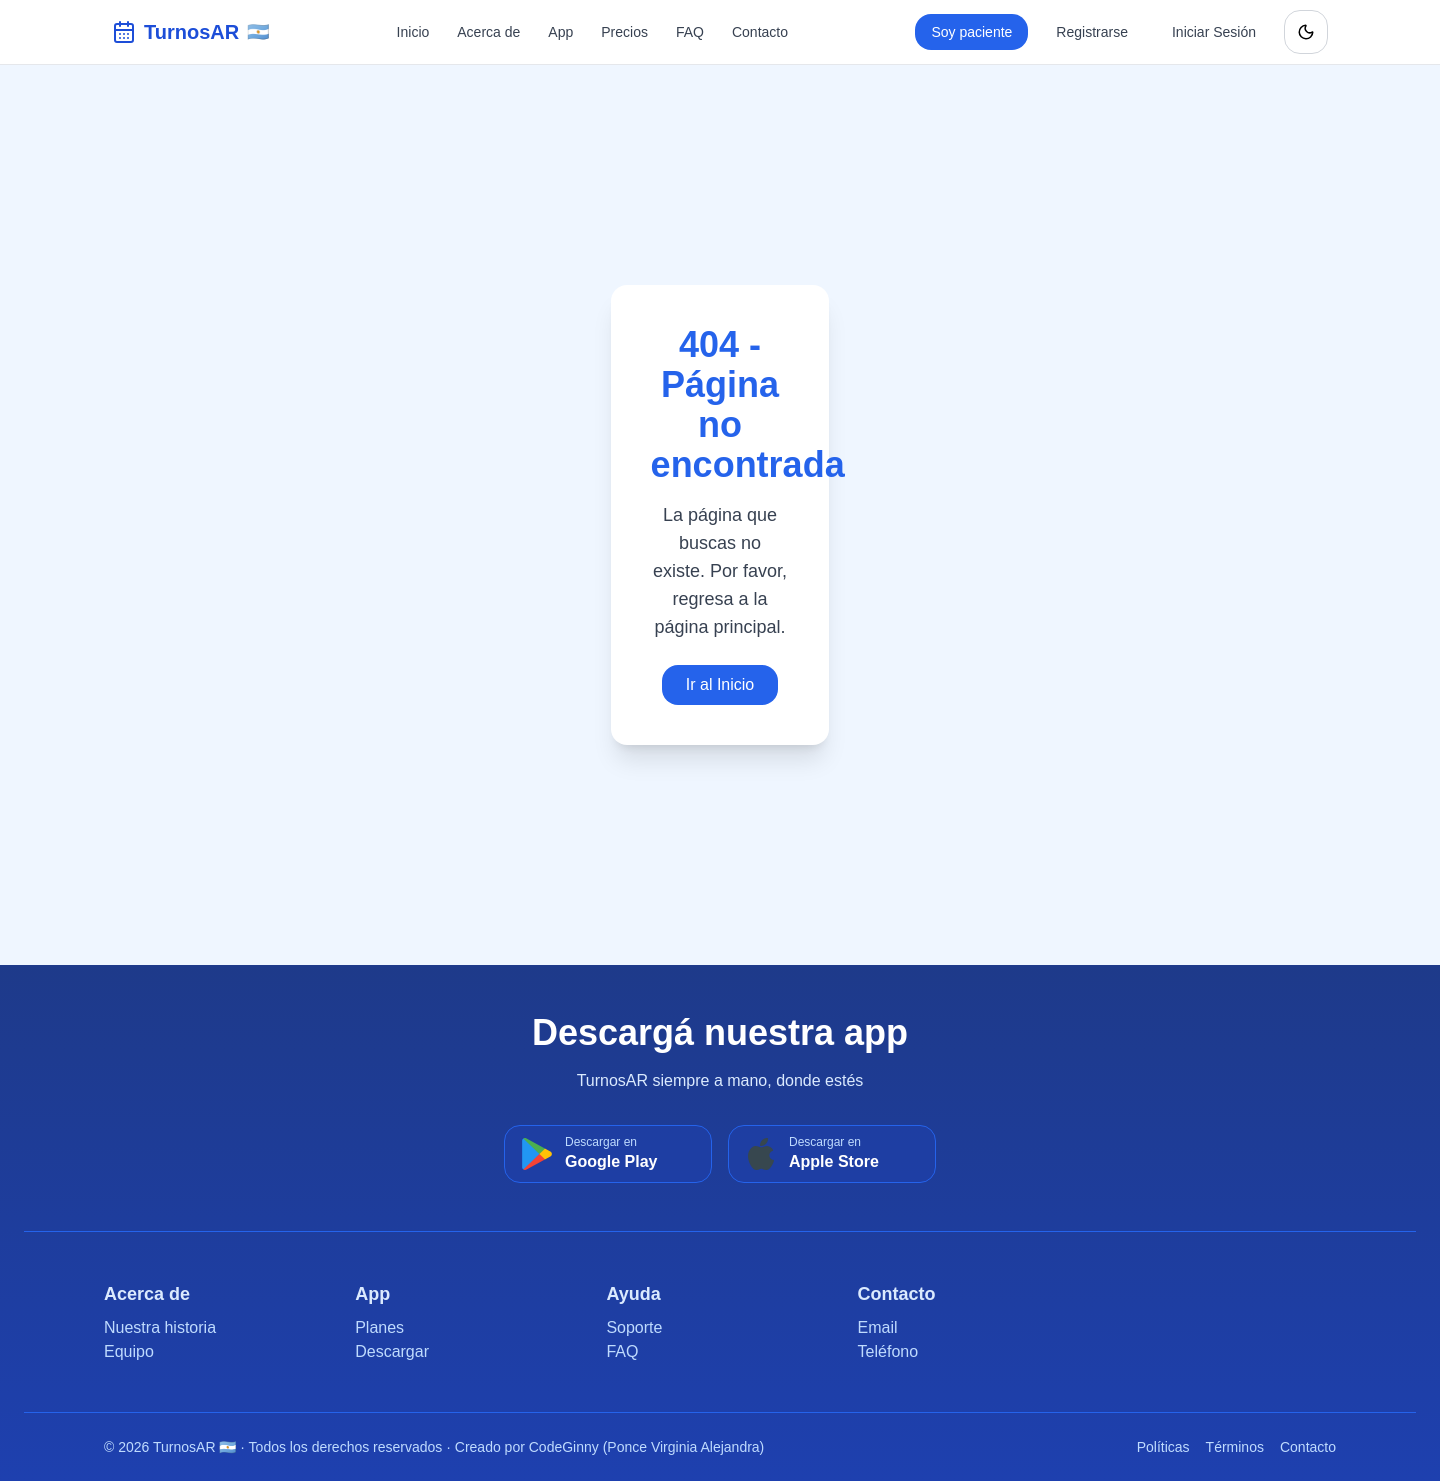 TurnosAR 🇦🇷
Inicio
Acerca de
App
Precios
FAQ
Contacto
Soy paciente
Registrarse
Iniciar Sesión
404 -
Página
no
encontrada
La página que
buscas no
existe. Por favor,
regresa a la
página principal.
Ir al Inicio
Descargá nuestra app
TurnosAR siempre a mano, donde estés
Descargar en
Google Play
Descargar en
Apple Store
Acerca de
Nuestra historia
Equipo
App
Planes
Descargar
Ayuda
Soporte
FAQ
Contacto
Email
Teléfono
© 2026 TurnosAR 🇦🇷 · Todos los derechos reservados · Creado por CodeGinny (Ponce Virginia Alejandra)
Políticas
Términos
Contacto